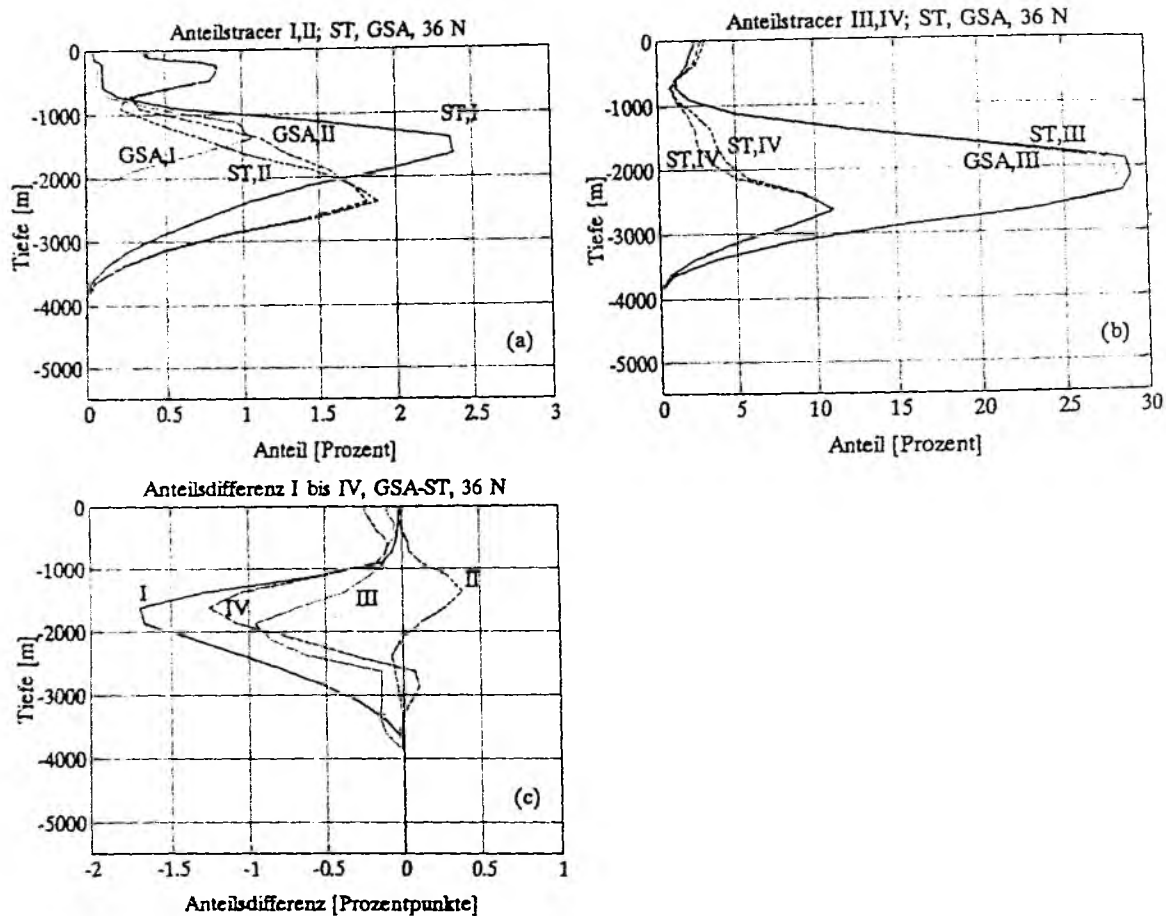 Anteilstracer I,II; ST, GSA, 36 N
0
-1000
-2000
-3000
-4000
-5000
Tiefe [m]
ST,I
GSA,II
GSA,I
ST,II
(a)
0
0.5
1
1.5
2
2.5
3
Anteil [Prozent]
Anteilstracer III,IV; ST, GSA, 36 N
0
-1000
-2000
-3000
-4000
-5000
Tiefe [m]
ST,III
ST,IV
ST,IV
GSA,III
(b)
0
5
10
15
20
25
30
Anteil [Prozent]
Anteilsdifferenz I bis IV, GSA-ST, 36 N
0
-1000
-2000
-3000
-4000
-5000
Tiefe [m]
I
IV
III
II
(c)
-2
-1.5
-1
-0.5
0
0.5
1
Anteilsdifferenz [Prozentpunkte]